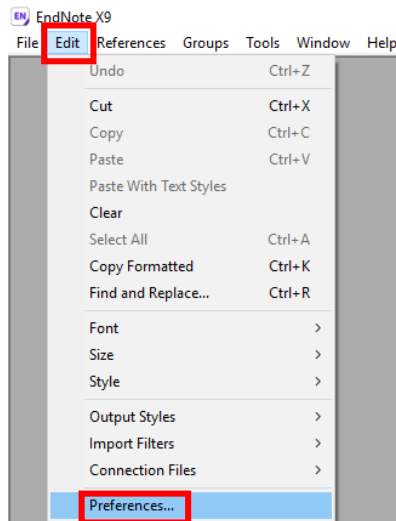 EN EndNote X9
File Edit References Groups Tools Window Help
Undo Ctrl+Z
Cut Ctrl+X
Copy Ctrl+C
Paste Ctrl+V
Paste With Text Styles
Clear
Select All Ctrl+A
Copy Formatted Ctrl+K
Find and Replace... Ctrl+R
Font >
Size >
Style >
Output Styles >
Import Filters >
Connection Files >
Preferences...